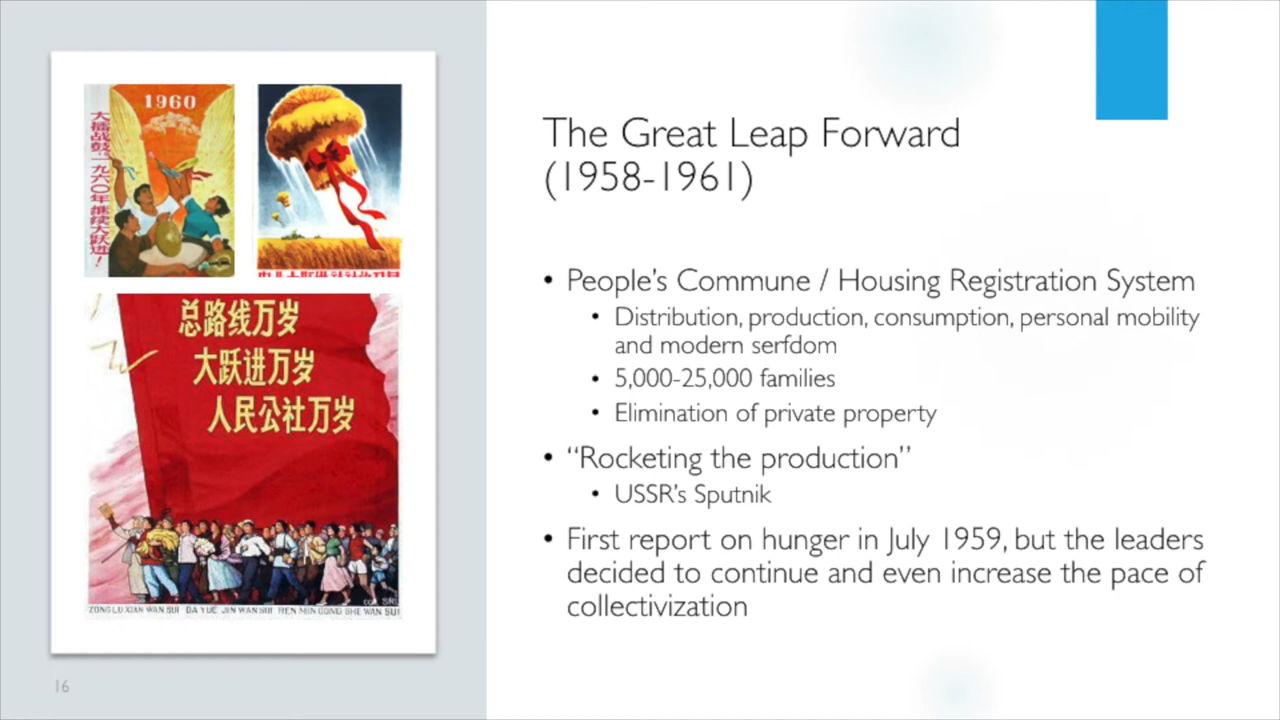 1960
大擂战鼓,一九六〇年继续大跃进!
总路线万岁
大跃进万岁
人民公社万岁
ZONG LU XIAN WAN SUI DA YUE JIN WAN SUI REN MIN GONG SHE WAN SUI
16
The Great Leap Forward
(1958-1961)
• People’s Commune / Housing Registration System
• Distribution, production, consumption, personal mobility
and modern serfdom
• 5,000-25,000 families
• Elimination of private property
• “Rocketing the production”
• USSR’s Sputnik
• First report on hunger in July 1959, but the leaders
decided to continue and even increase the pace of
collectivization